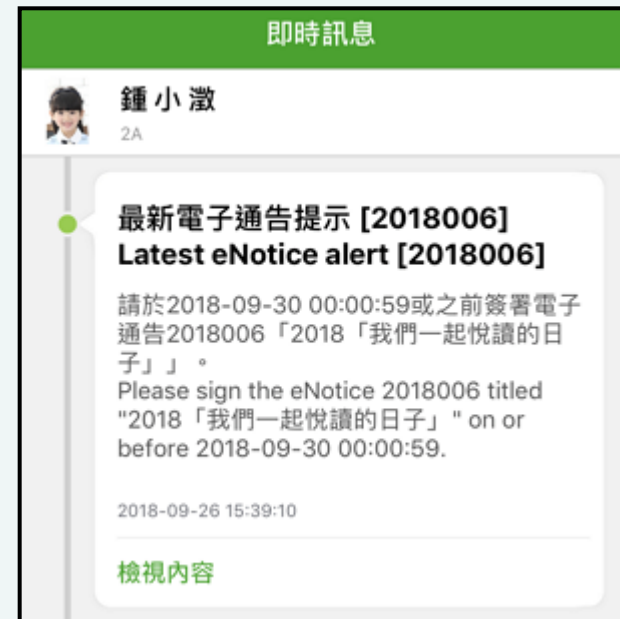 即時訊息
鍾小澂
2A
最新電子通告提示 [2018006]
Latest eNotice alert [2018006]
請於2018-09-30 00:00:59或之前簽署電子
通告2018006「2018「我們一起悅讀的日
子」」。
Please sign the eNotice 2018006 titled
"2018「我們一起悅讀的日子」" on or
before 2018-09-30 00:00:59.
2018-09-26 15:39:10
檢視內容